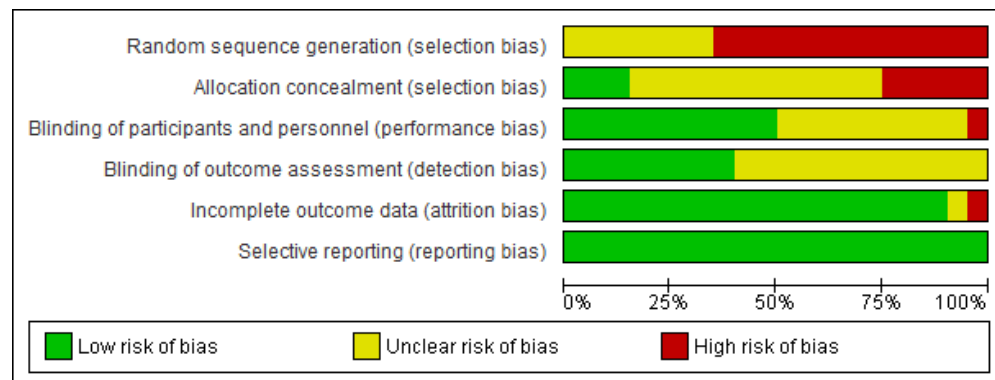 Random sequence generation (selection bias)
Allocation concealment (selection bias)
Blinding of participants and personnel (performance bias)
Blinding of outcome assessment (detection bias)
Incomplete outcome data (attrition bias)
Selective reporting (reporting bias)
0% 25% 50% 75% 100%
Low risk of bias Unclear risk of bias High risk of bias